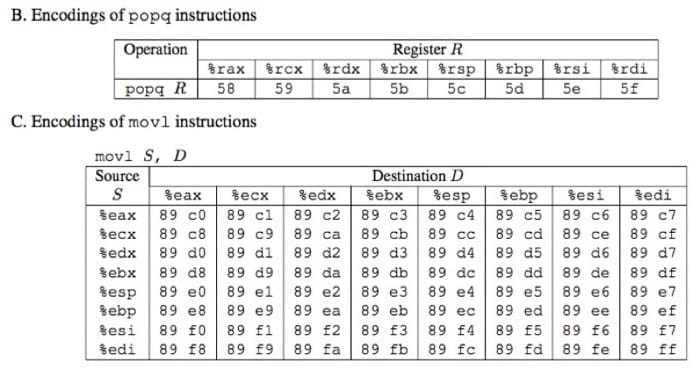 B. Encodings of popq instructions
Operation Register R
%rax %rcx %rdx %rbx %rsp %rbp %rsi %rdi
popq R 58 59 5a 5b 5c 5d 5e 5f
C. Encodings of movl instructions
movl S, D
Source Destination D
S %eax %ecx %edx %ebx %esp %ebp %esi %edi
%eax 89 c0 89 c1 89 c2 89 c3 89 c4 89 c5 89 c6 89 c7
%ecx 89 c8 89 c9 89 ca 89 cb 89 cc 89 cd 89 ce 89 cf
%edx 89 d0 89 d1 89 d2 89 d3 89 d4 89 d5 89 d6 89 d7
%ebx 89 d8 89 d9 89 da 89 db 89 dc 89 dd 89 de 89 df
%esp 89 e0 89 e1 89 e2 89 e3 89 e4 89 e5 89 e6 89 e7
%ebp 89 e8 89 e9 89 ea 89 eb 89 ec 89 ed 89 ee 89 ef
%esi 89 f0 89 f1 89 f2 89 f3 89 f4 89 f5 89 f6 89 f7
%edi 89 f8 89 f9 89 fa 89 fb 89 fc 89 fd 89 fe 89 ff